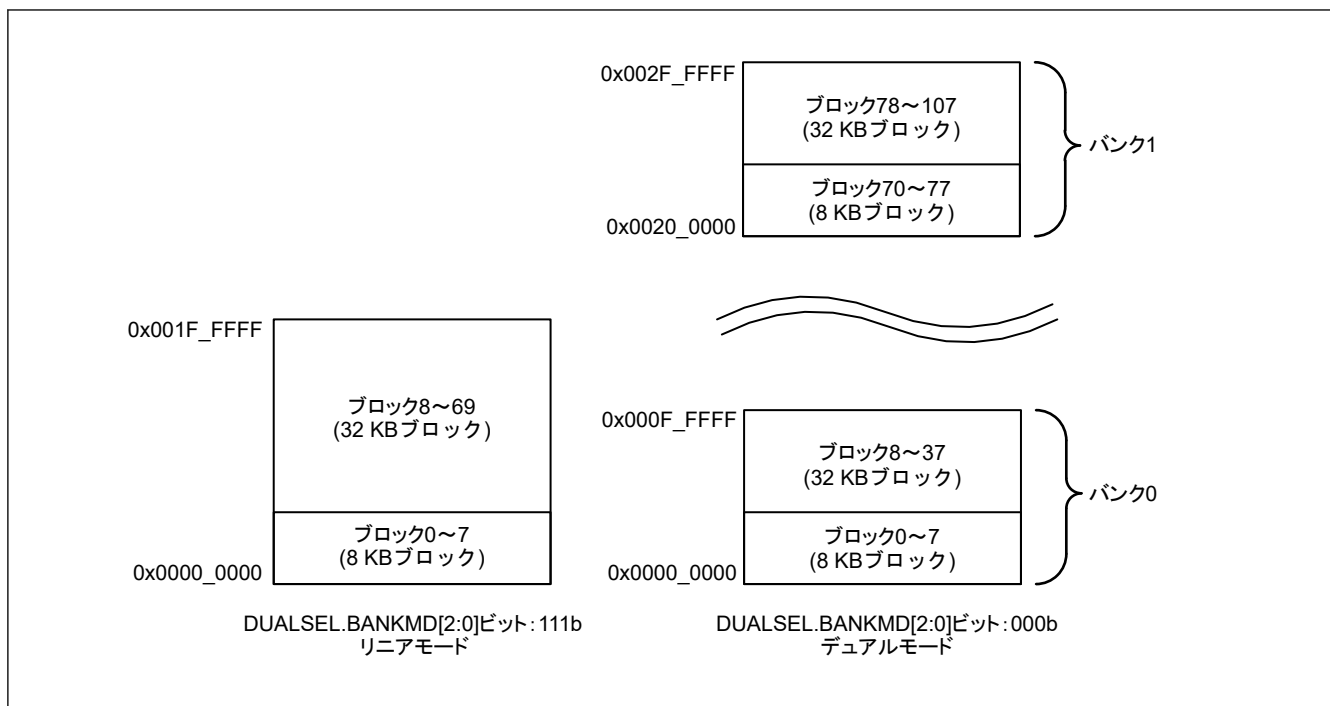 0x002F_FFFF
ブロック78～107
(32 KBブロック)
バンク1
ブロック70～77
(8 KBブロック)
0x0020_0000
0x001F_FFFF
ブロック8～69
(32 KBブロック)
ブロック0～7
(8 KBブロック)
0x0000_0000
DUALSEL.BANKMD[2:0]ビット：111b
リニアモード
0x000F_FFFF
ブロック8～37
(32 KBブロック)
バンク0
ブロック0～7
(8 KBブロック)
0x0000_0000
DUALSEL.BANKMD[2:0]ビット：000b
デュアルモード